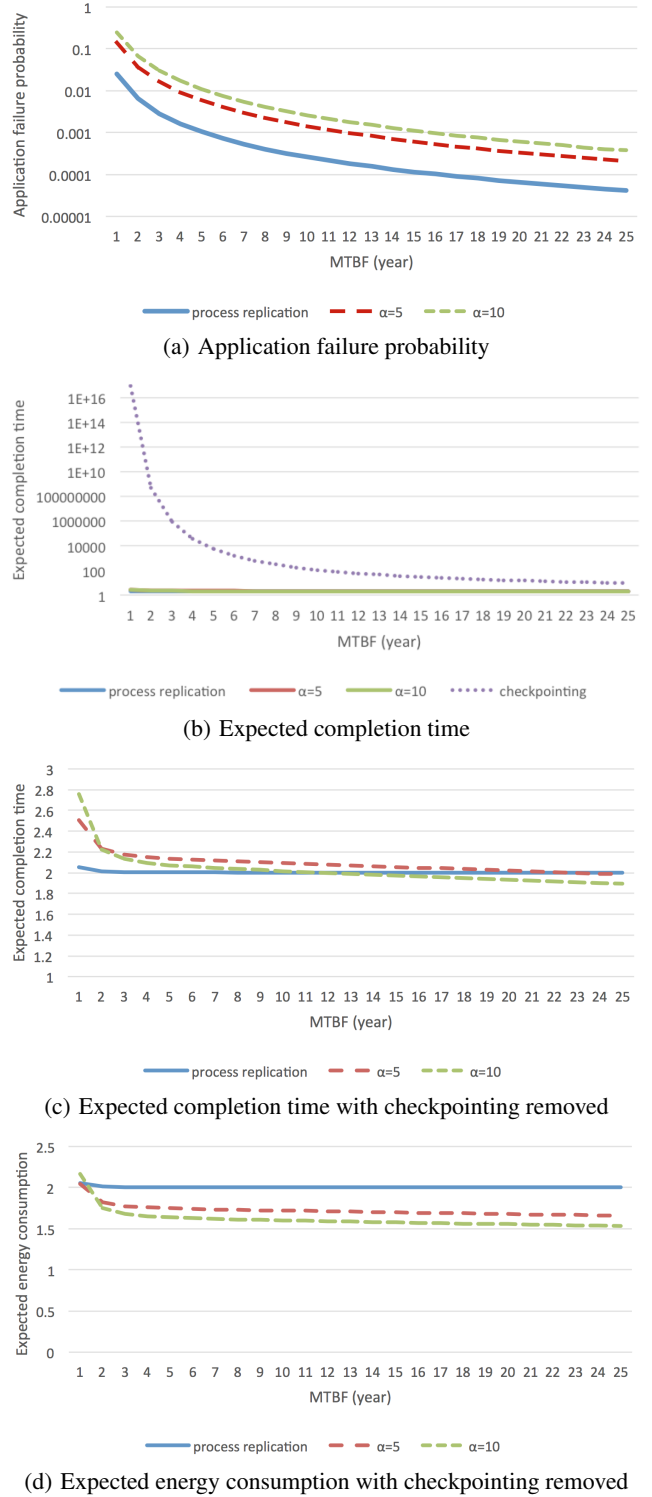 1
0.1
0.01
0.001
0.0001
0.00001
Application failure probability
1 2 3 4 5 6 7 8 9 10 11 12 13 14 15 16 17 18 19 20 21 22 23 24 25
MTBF (year)
process replication α=5 α=10
(a) Application failure probability
1E+16
1E+14
1E+12
1E+10
100000000
1000000
10000
100
1
Expected completion time
1 2 3 4 5 6 7 8 9 10 11 12 13 14 15 16 17 18 19 20 21 22 23 24 25
MTBF (year)
process replication α=5 α=10 checkpointing
(b) Expected completion time
3
2.8
2.6
2.4
2.2
2
1.8
1.6
1.4
1.2
1
Expected completion time
1 2 3 4 5 6 7 8 9 10 11 12 13 14 15 16 17 18 19 20 21 22 23 24 25
MTBF (year)
process replication α=5 α=10
(c) Expected completion time with checkpointing removed
2.5
2
1.5
1
0.5
0
Expected energy consumption
1 2 3 4 5 6 7 8 9 10 11 12 13 14 15 16 17 18 19 20 21 22 23 24 25
MTBF (year)
process replication α=5 α=10
(d) Expected energy consumption with checkpointing removed